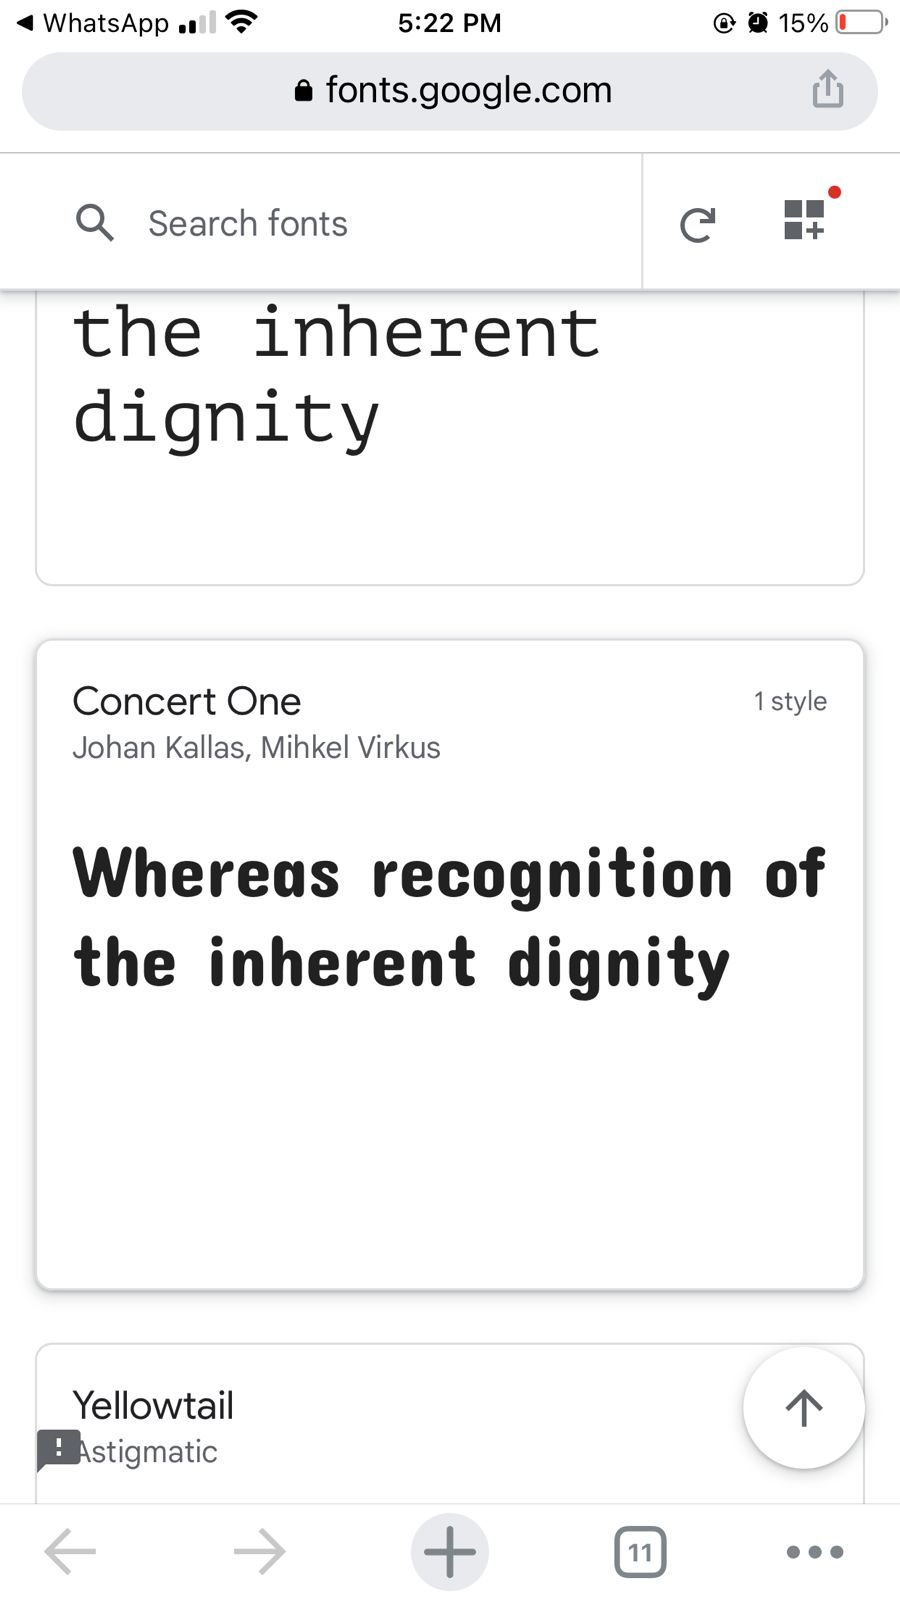 WhatsApp 5:22 PM 15%
fonts.google.com
Search fonts
the inherent
dignity
Concert One 1 style
Johan Kallas, Mihkel Virkus
Whereas recognition of
the inherent dignity
Yellowtail
Astigmatic
11